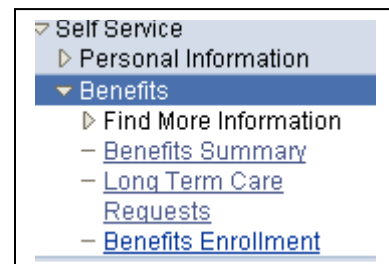 Self Service
Personal Information
Benefits
Find More Information
Benefits Summary
Long Term Care
Requests
Benefits Enrollment